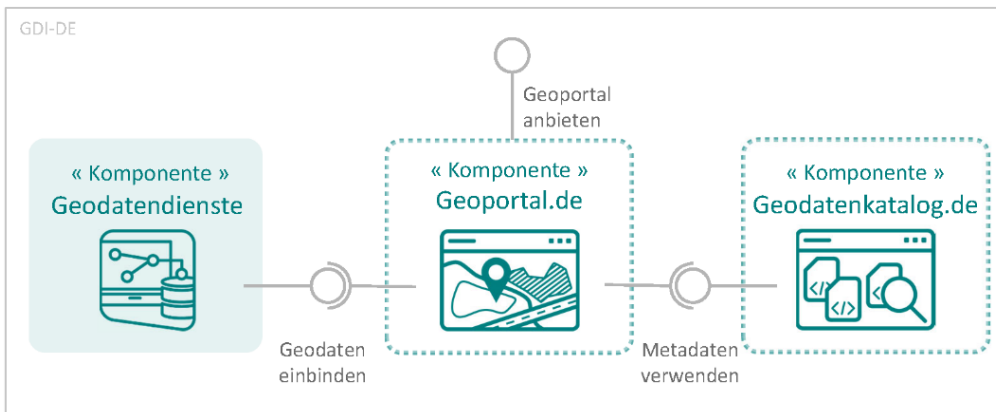 GDI-DE
Geoportal
anbieten
« Komponente »
Geodatendienste
« Komponente »
Geoportal.de
« Komponente »
Geodatenkatalog.de
</>
</>
</>
Geodaten
einbinden
Metadaten
verwenden